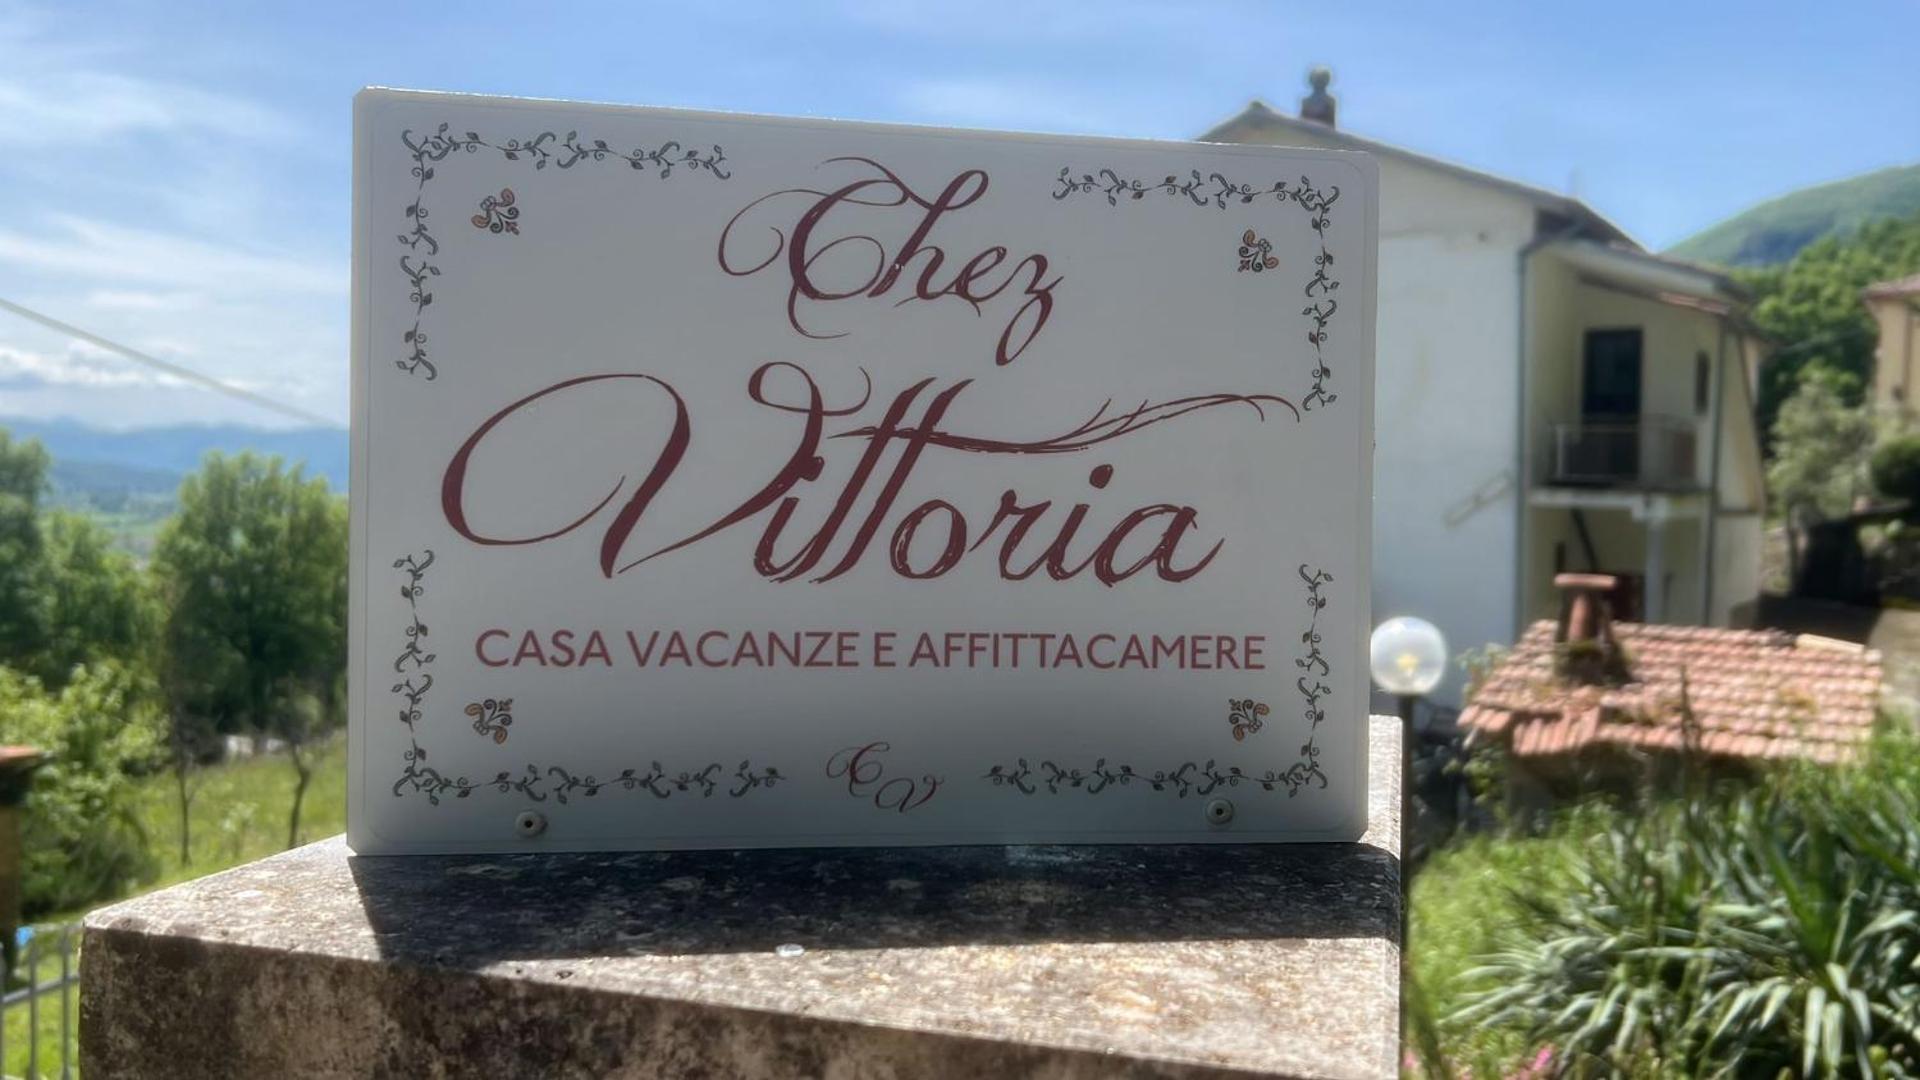 Chez
Vittoria
CASA VACANZE E AFFITTACAMERE
CV